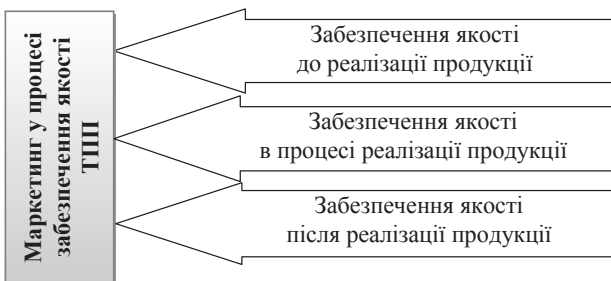 Маркетинг у процесі
забезпечення якості
ТПП
Забезпечення якості
до реалізації продукції
Забезпечення якості
в процесі реалізації продукції
Забезпечення якості
після реалізації продукції